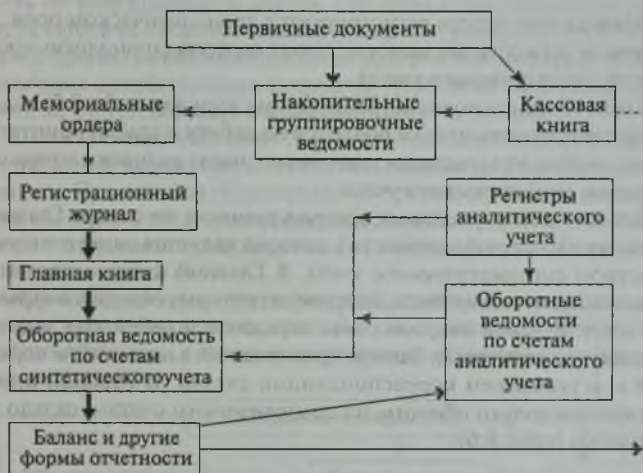 Первичные документы
Мемориальные
ордера
Накопительные
группировочные
ведомости
Кассовая
книга
Регистрационный
журнал
Регистры
аналитического
учета
Главная книга
Оборотная ведомость
по счетам
синтетическогоучета
Оборотные
ведомости
по счетам
аналитического
учета
Баланс и другие
формы отчетности